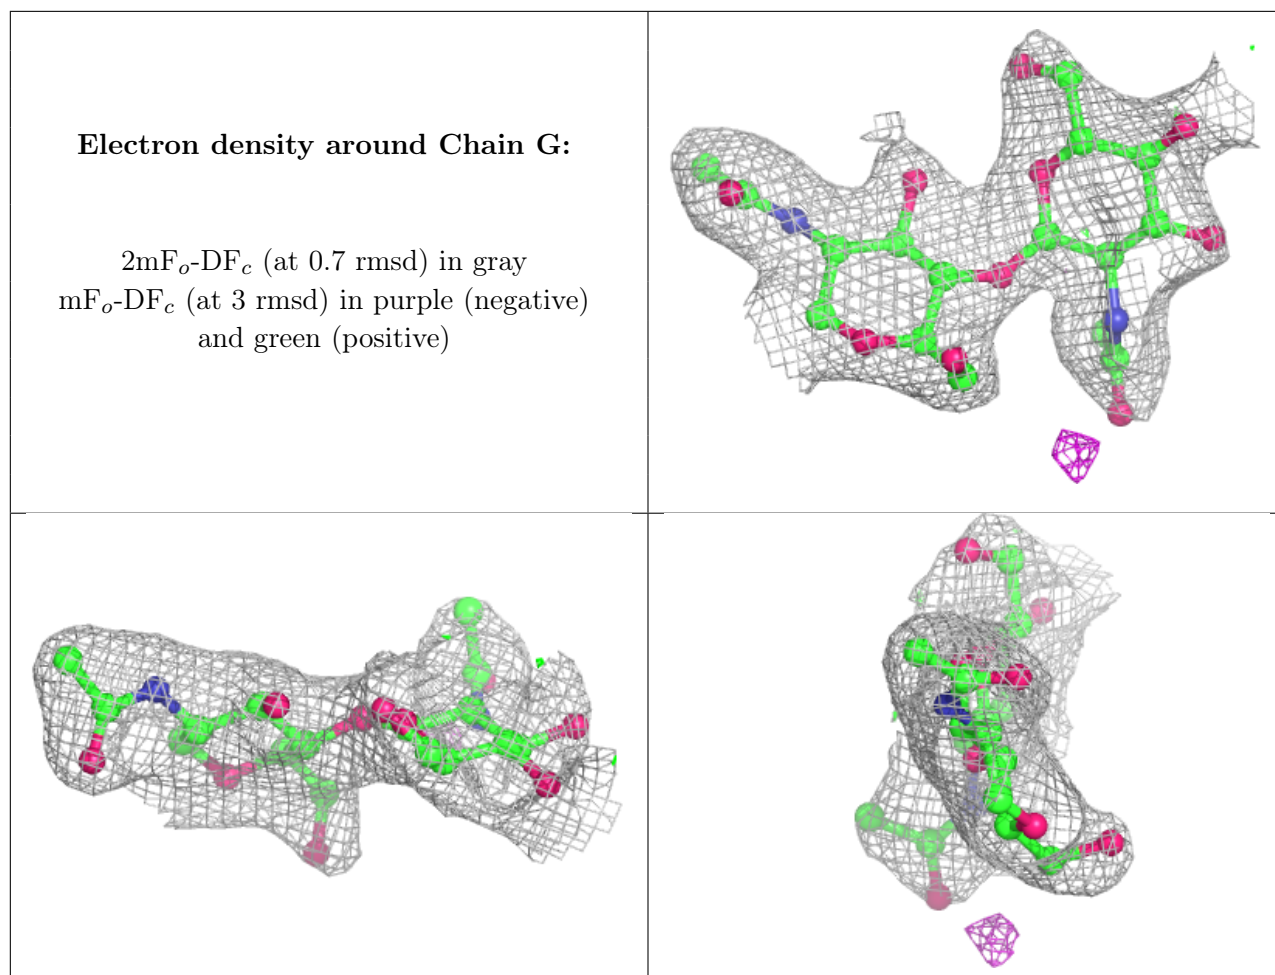 Electron density around Chain G:
2mFo-DFc (at 0.7 rmsd) in gray
mFo-DFc (at 3 rmsd) in purple (negative)
and green (positive)